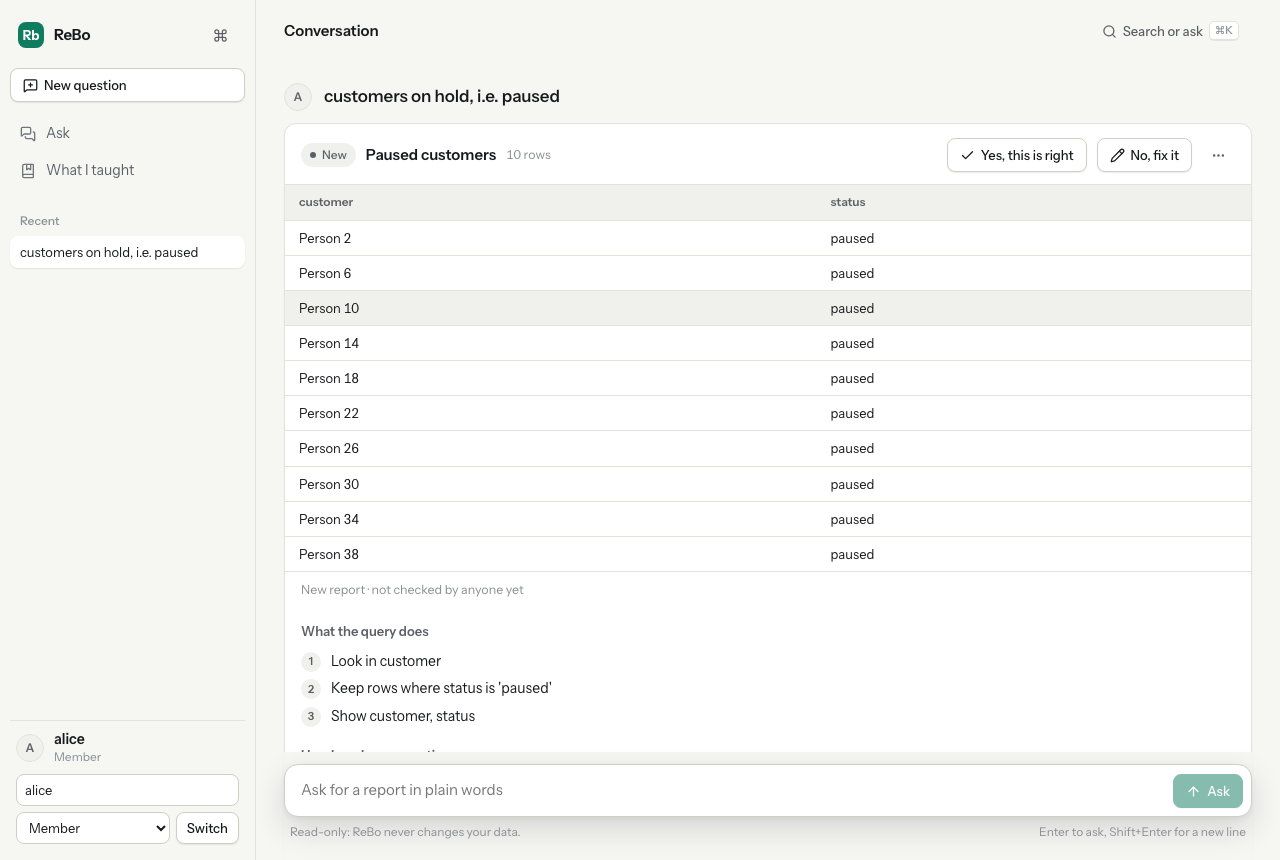 Rb ReBo
New question
Ask
What I taught
Recent
customers on hold, i.e. paused
A alice
Member
alice
Member Switch
Conversation
Search or ask ⌘K
A customers on hold, i.e. paused
New Paused customers 10 rows Yes, this is right No, fix it
customer status
Person 2 paused
Person 6 paused
Person 10 paused
Person 14 paused
Person 18 paused
Person 22 paused
Person 26 paused
Person 30 paused
Person 34 paused
Person 38 paused
New report · not checked by anyone yet
What the query does
1 Look in customer
2 Keep rows where status is 'paused'
3 Show customer, status
Ask for a report in plain words Ask
Read-only: ReBo never changes your data. Enter to ask, Shift+Enter for a new line